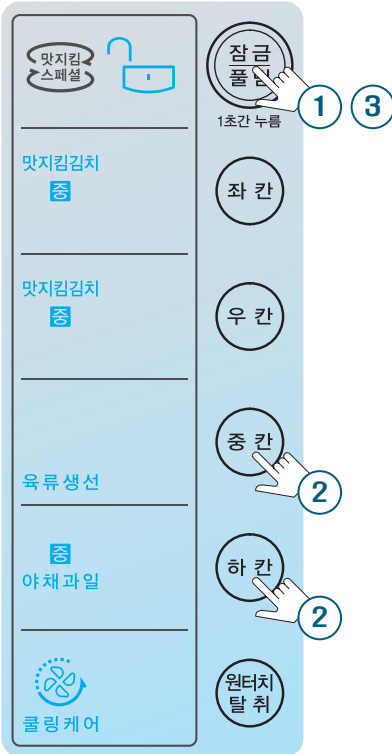 맛지킴
스페셜
잠금
풀림
1초간 누름
1 3
맛지킴김치
중
좌 칸
맛지킴김치
중
우 칸
중 칸
육류생선
2
중
야채과일
하 칸
2
쿨링케어
원터치
탈 취